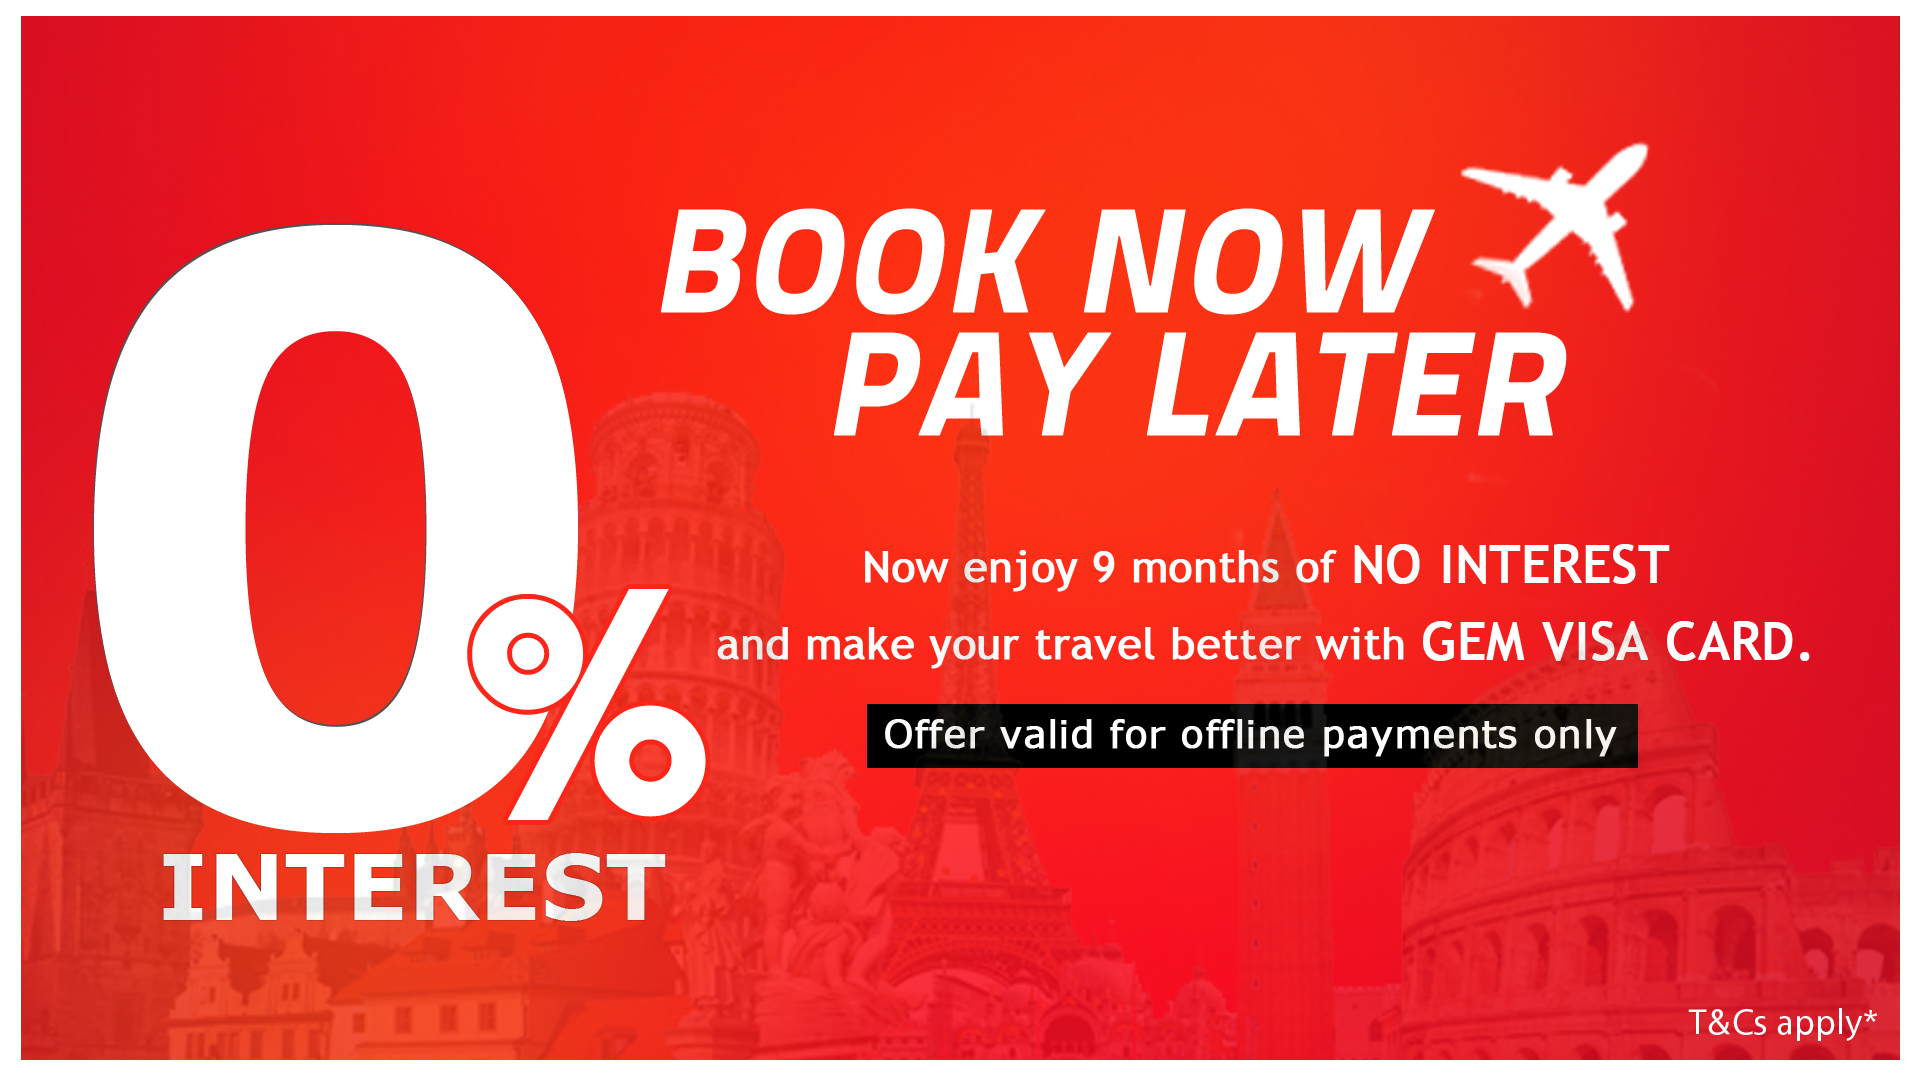 0%
INTEREST
BOOK NOW
PAY LATER
Now enjoy 9 months of NO INTEREST
and make your travel better with GEM VISA CARD.
Offer valid for offline payments only
T&Cs apply*